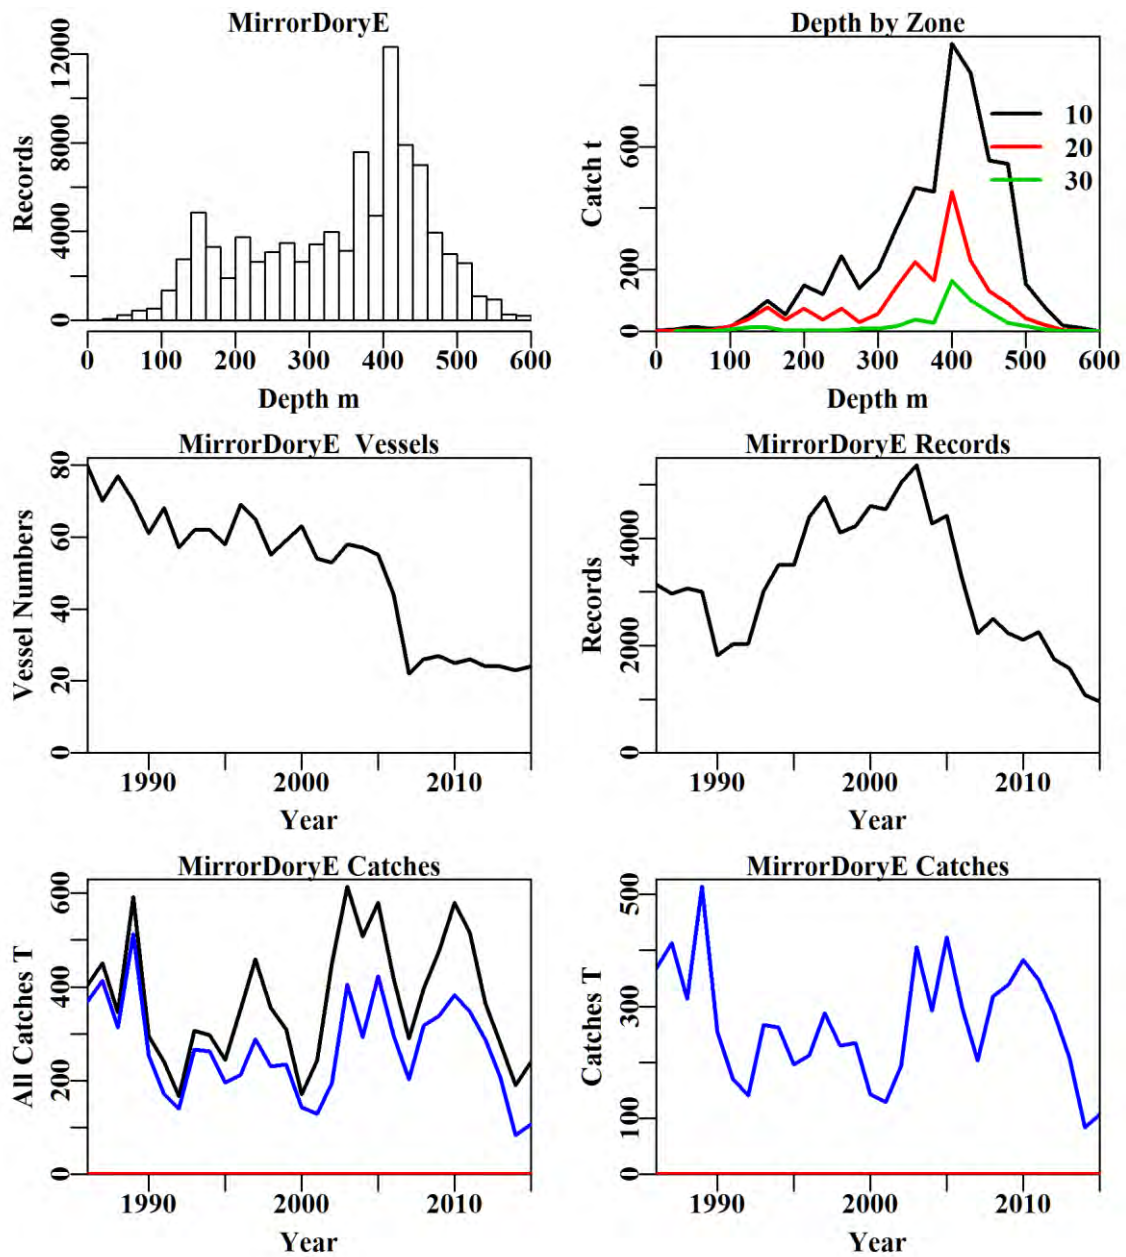 MirrorDoryE
Records
0 4000 8000 12000
0 100 200 300 400 500 600
Depth m
Depth by Zone
Catch t
0 200 600
10
20
30
0 100 200 300 400 500 600
Depth m
MirrorDoryE Vessels
Vessel Numbers
0 20 40 60 80
1990 2000 2010
Year
MirrorDoryE Records
Records
0 2000 4000
1990 2000 2010
Year
MirrorDoryE Catches
All Catches T
0 200 400 600
1990 2000 2010
Year
MirrorDoryE Catches
Catches T
0 100 300 500
1990 2000 2010
Year